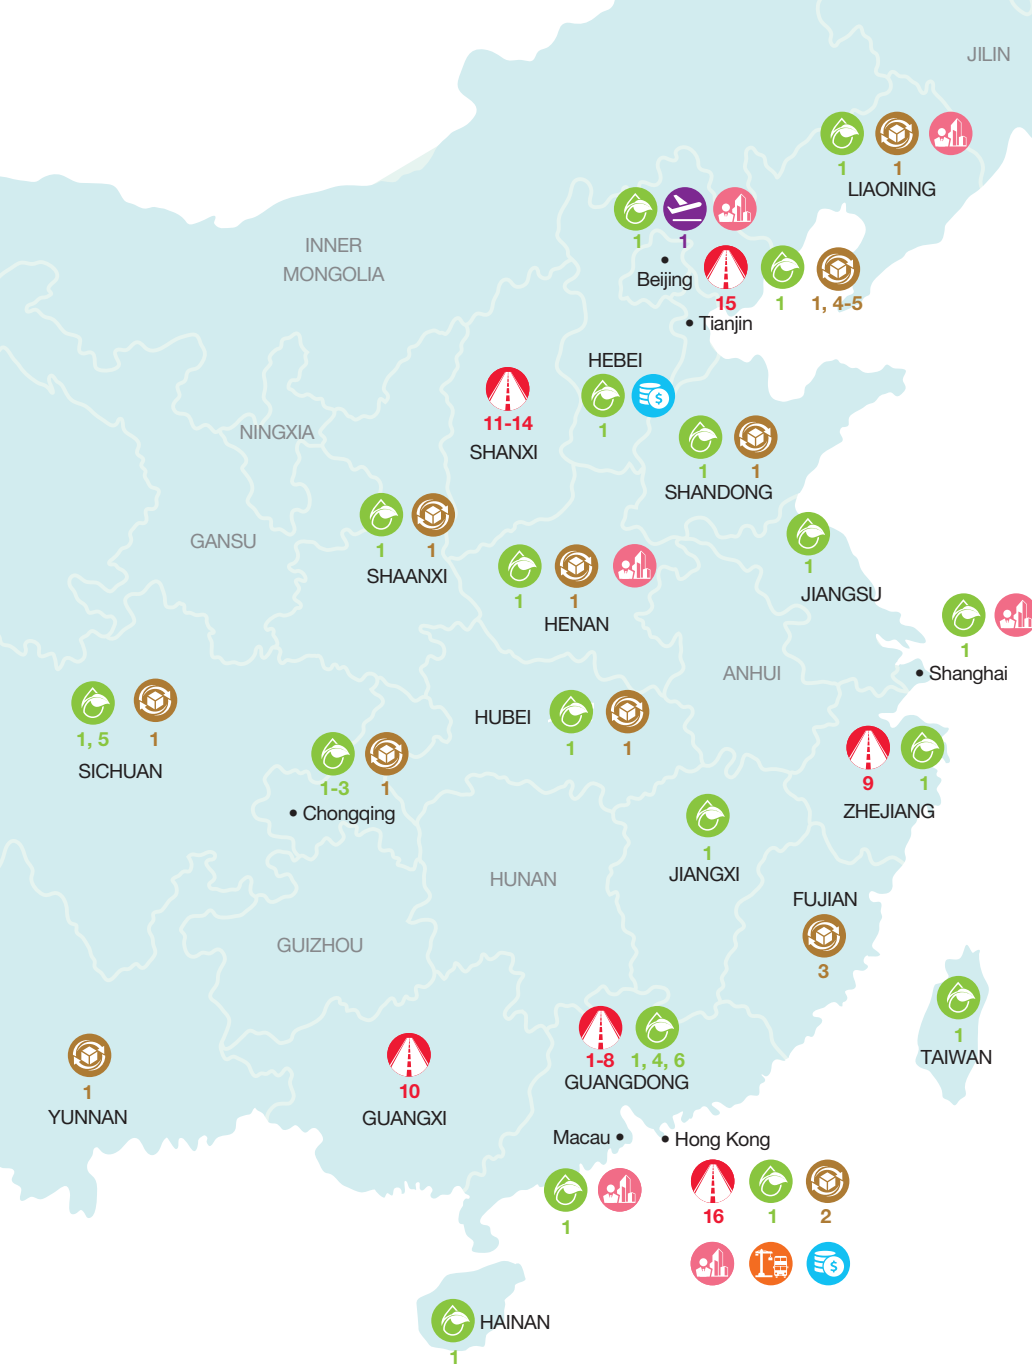 JILIN
1 1
LIAONING
INNER
MONGOLIA
1 1
Beijing
15 1 1, 4-5
Tianjin
HEBEI
1
11-14
SHANXI
NINGXIA
1 1
SHANDONG
GANSU
1 1
SHAANXI
1 1
HENAN
1
JIANGSU
1
Shanghai
ANHUI
1, 5 1
SICHUAN
HUBEI
1 1
1-3 1
Chongqing
9 1
ZHEJIANG
1
JIANGXI
HUNAN
FUJIAN
3
GUIZHOU
1
TAIWAN
1
YUNNAN
10
GUANGXI
1-8 1, 4, 6
GUANGDONG
Macau
1
Hong Kong
16 1 2
HAINAN
1